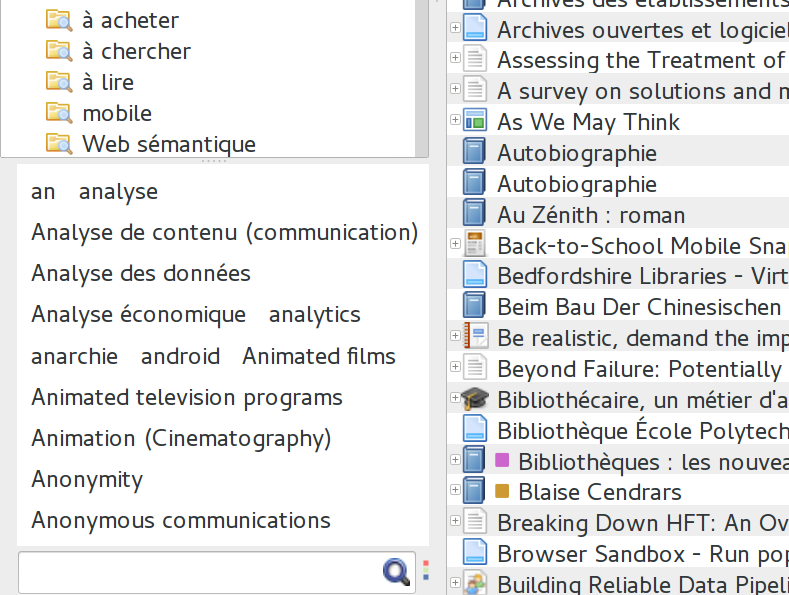 à acheter
à chercher
à lire
mobile
Web sémantique
an analyse
Analyse de contenu (communication)
Analyse des données
Analyse économique analytics
anarchie android Animated films
Animated television programs
Animation (Cinematography)
Anonymity
Anonymous communications
Archives des établissements
Archives ouvertes et logiciel
Assessing the Treatment of
A survey on solutions and
As We May Think
Autobiographie
Autobiographie
Au Zénith : roman
Back-to-School Mobile Sna
Bedfordshire Libraries - Virt
Beim Bau Der Chinesischen
Be realistic, demand the imp
Beyond Failure: Potentially
Bibliothécaire, un métier d'a
Bibliothèque École Polytech
Bibliothèques : les nouvea
Blaise Cendrars
Breaking Down HFT: An Ov
Browser Sandbox - Run pop
Building Reliable Data Pipeli